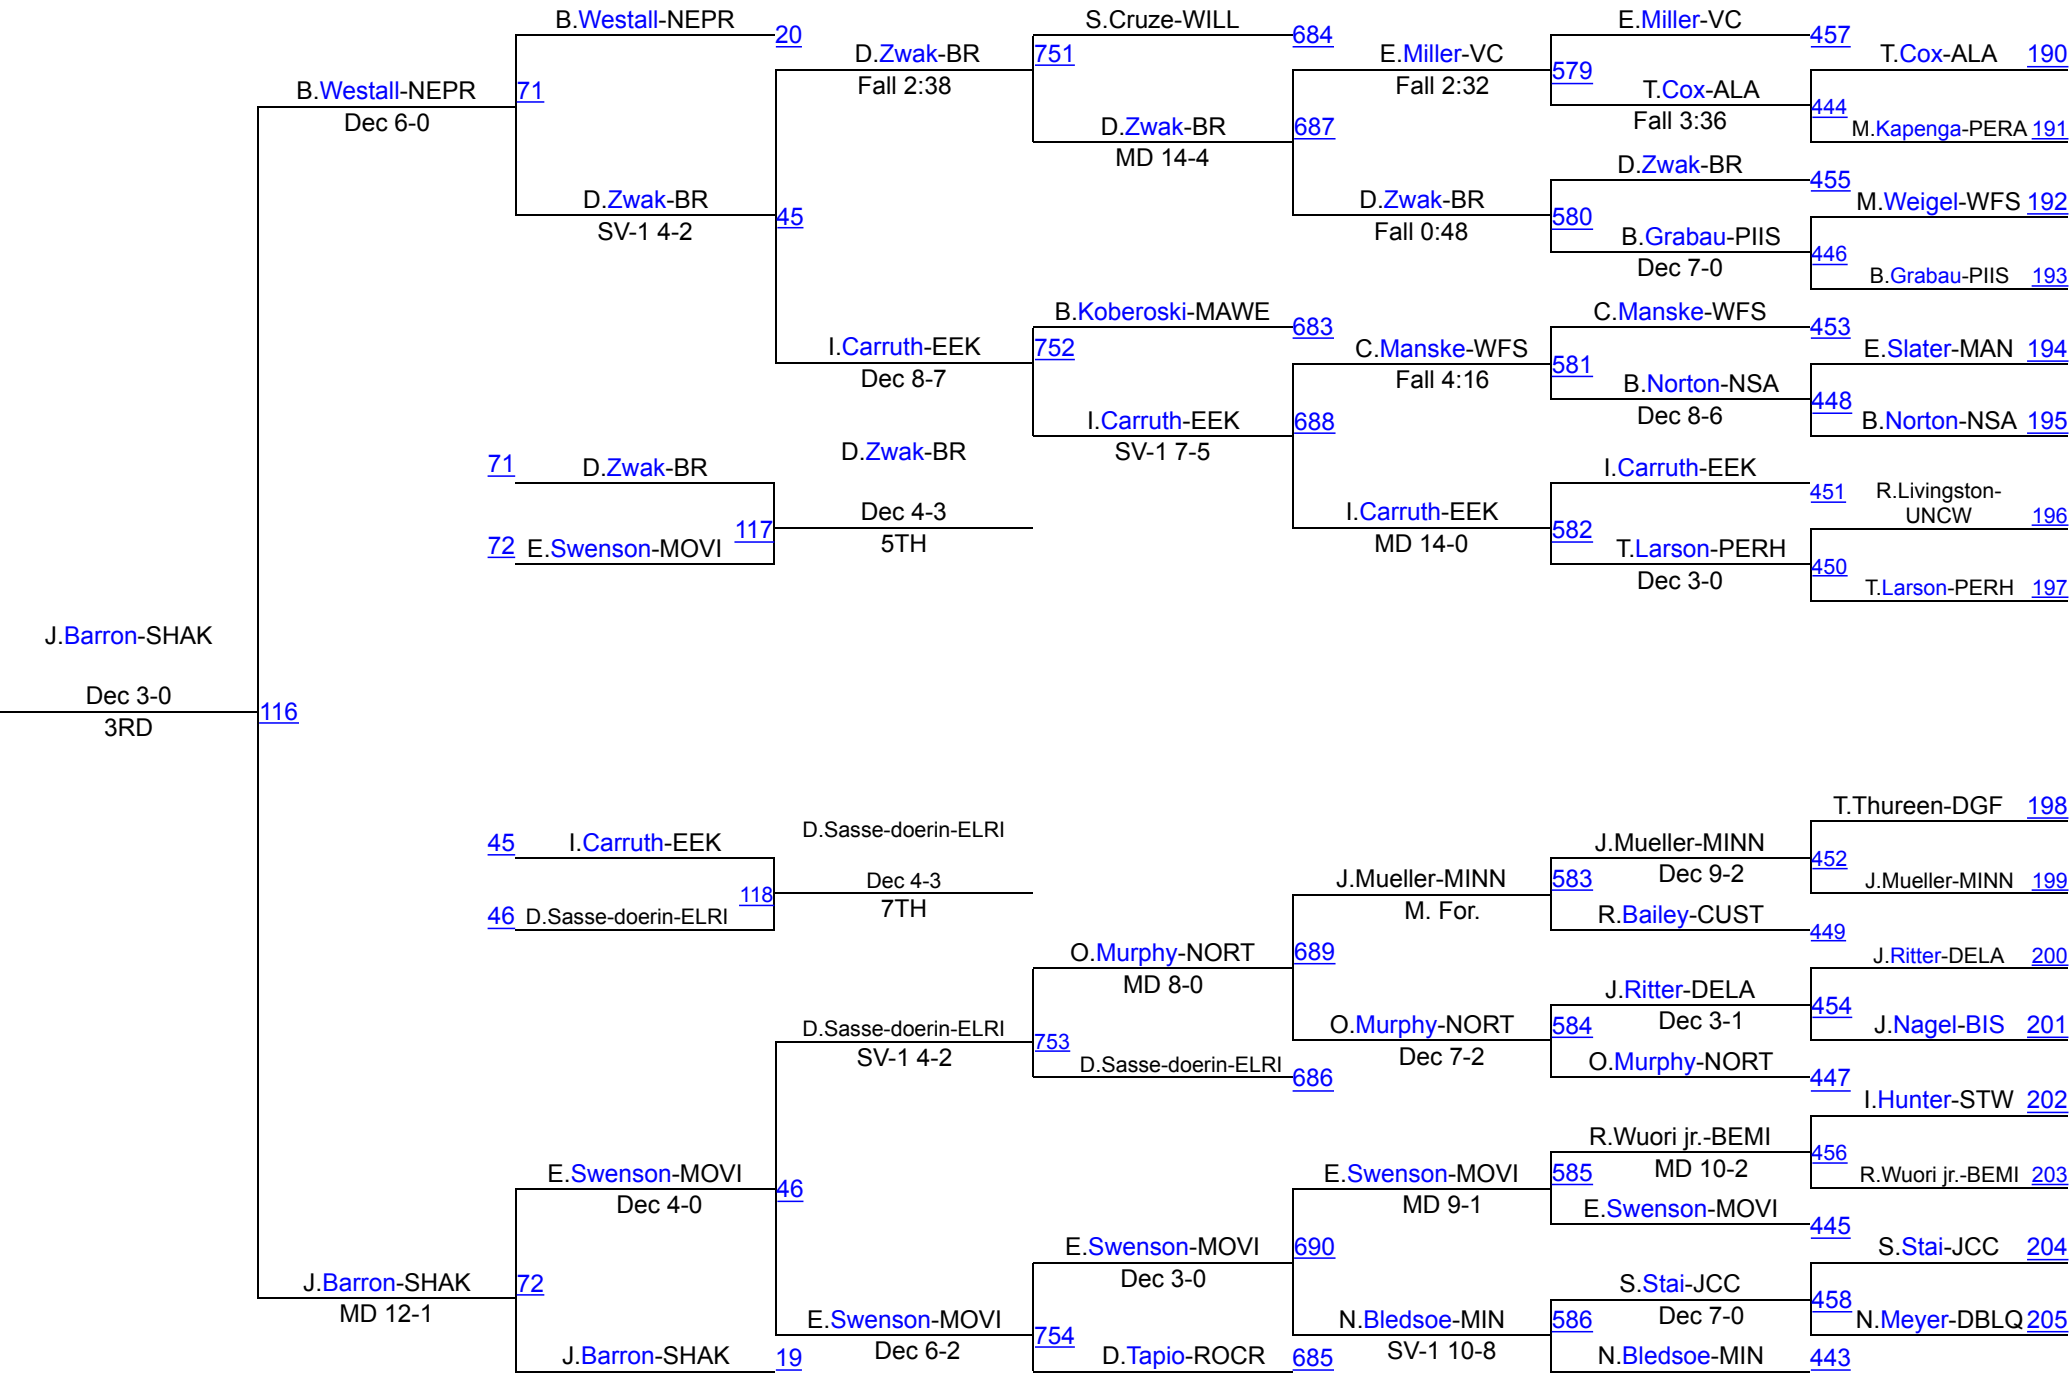 B.Westall-NEPR
20
S.Cruze-WILL
684
E.Miller-VC
457
D.Zwak-BR
751
Fall 2:38
E.Miller-VC
Fall 2:32
579
T.Cox-ALA 190
B.Westall-NEPR
71
Dec 6-0
T.Cox-ALA
Fall 3:36
444
M.Kapenga-PERA 191
D.Zwak-BR
687
MD 14-4
D.Zwak-BR
455
M.Weigel-WFS 192
D.Zwak-BR
SV-1 4-2
45
D.Zwak-BR
Fall 0:48
580
B.Grabau-PIIS
Dec 7-0
446
B.Grabau-PIIS 193
B.Koberoski-MAWE
683
C.Manske-WFS
453
I.Carruth-EEK
752
Dec 8-7
C.Manske-WFS
Fall 4:16
581
E.Slater-MAN 194
B.Norton-NSA
Dec 8-6
448
B.Norton-NSA 195
I.Carruth-EEK
688
SV-1 7-5
71 D.Zwak-BR
D.Zwak-BR
I.Carruth-EEK
451
R.Livingston-
UNCW 196
72 E.Swenson-MOVI
117
Dec 4-3
5TH
I.Carruth-EEK
MD 14-0
582
T.Larson-PERH
Dec 3-0
450
T.Larson-PERH 197
J.Barron-SHAK
Dec 3-0
3RD
116
T.Thureen-DGF 198
45 I.Carruth-EEK
D.Sasse-doerin-ELRI
J.Mueller-MINN
Dec 9-2
452
J.Mueller-MINN 199
46 D.Sasse-doerin-ELRI
118
Dec 4-3
7TH
J.Mueller-MINN
M. For.
583
R.Bailey-CUST
449
O.Murphy-NORT
MD 8-0
689
J.Ritter-DELA 200
J.Ritter-DELA
Dec 3-1
454
J.Nagel-BIS 201
D.Sasse-doerin-ELRI
SV-1 4-2
753
D.Sasse-doerin-ELRI
686
O.Murphy-NORT
Dec 7-2
584
O.Murphy-NORT
447
I.Hunter-STW 202
R.Wuori jr.-BEMI
MD 10-2
456
R.Wuori jr.-BEMI 203
E.Swenson-MOVI
Dec 4-0
46
E.Swenson-MOVI
MD 9-1
585
E.Swenson-MOVI
445
E.Swenson-MOVI
Dec 3-0
690
S.Stai-JCC 204
J.Barron-SHAK
MD 12-1
72
S.Stai-JCC
Dec 7-0
458
N.Meyer-DBLQ 205
E.Swenson-MOVI
Dec 6-2
754
N.Bledsoe-MIN
SV-1 10-8
586
J.Barron-SHAK
19
D.Tapio-ROCR
685
N.Bledsoe-MIN
443